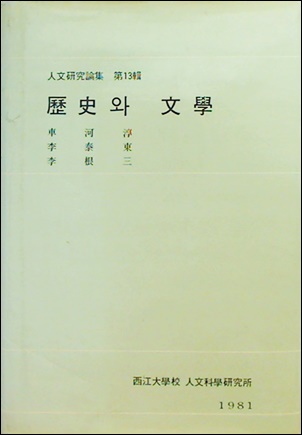 人文硏究論集 第13輯
歷史와 文學
車河淳
李泰東
李根三
西江大學校 人文科學硏究所
1981